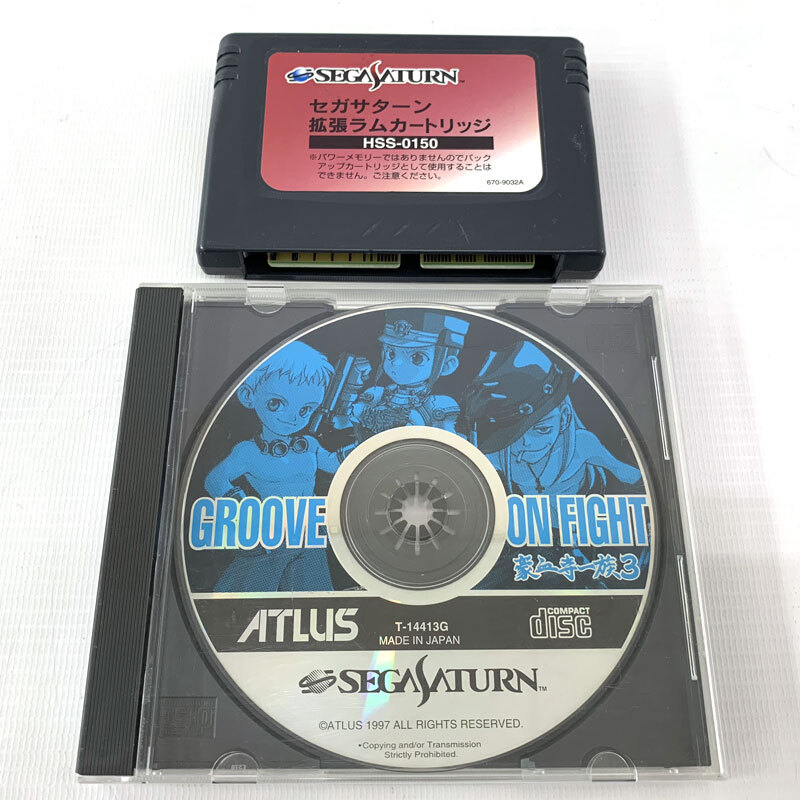 SEGA SATURN™
セガサターン
拡張ラムカートリッジ
HSS-0150
※パワーメモリーではありませんのでバック
アップカートリッジとして使用することは
できません。ご注意ください。
670-9032A
GROOVE ON FIGHT
豪血寺一族3
ATLUS
T-14413G
MADE IN JAPAN
COMPACT
disc
SEGA SATURN™
©ATLUS 1997 ALL RIGHTS RESERVED.
•Copying and/or Transmission
Strictly Prohibited.